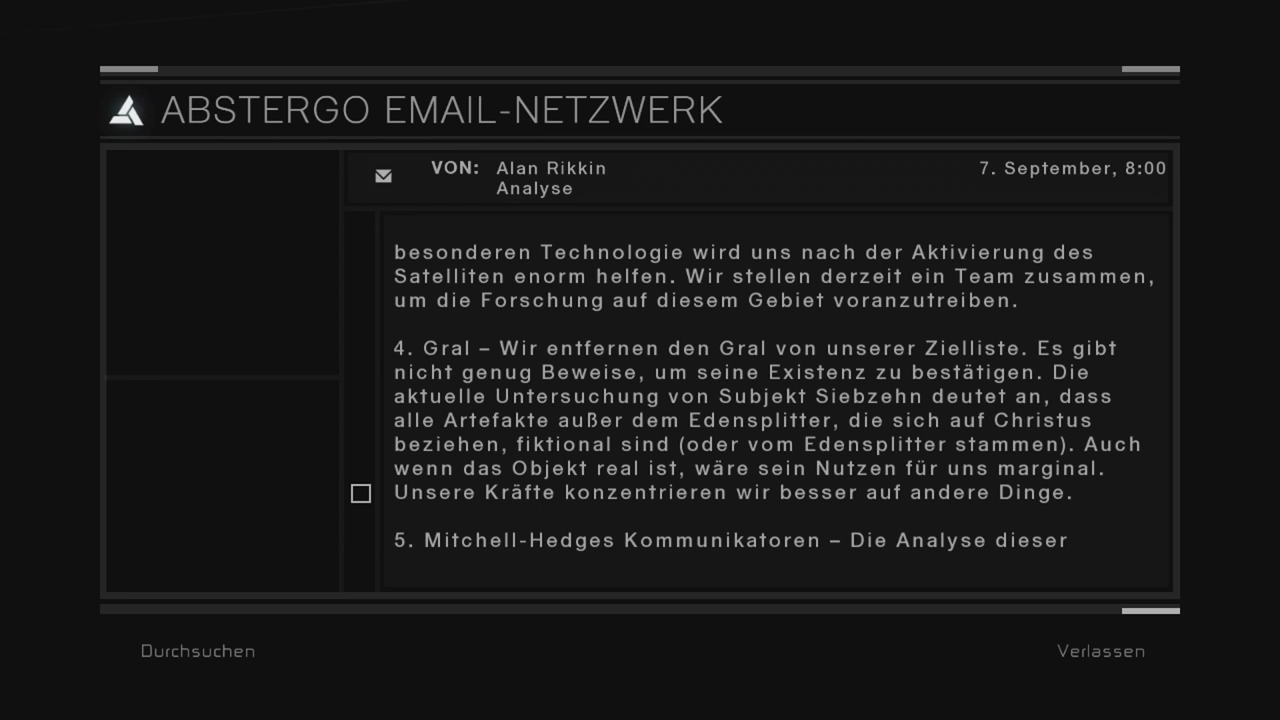 ABSTERGO EMAIL-NETZWERK
VON: Alan Rikkin 7. September, 8:00
Analyse
besonderen Technologie wird uns nach der Aktivierung des
Satelliten enorm helfen. Wir stellen derzeit ein Team zusammen,
um die Forschung auf diesem Gebiet voranzutreiben.
4. Gral – Wir entfernen den Gral von unserer Zielliste. Es gibt
nicht genug Beweise, um seine Existenz zu bestätigen. Die
aktuelle Untersuchung von Subjekt Siebzehn deutet an, dass
alle Artefakte außer dem Edensplitter, die sich auf Christus
beziehen, fiktional sind (oder vom Edensplitter stammen). Auch
wenn das Objekt real ist, wäre sein Nutzen für uns marginal.
Unsere Kräfte konzentrieren wir besser auf andere Dinge.
5. Mitchell-Hedges Kommunikatoren – Die Analyse dieser
Durchsuchen Verlassen